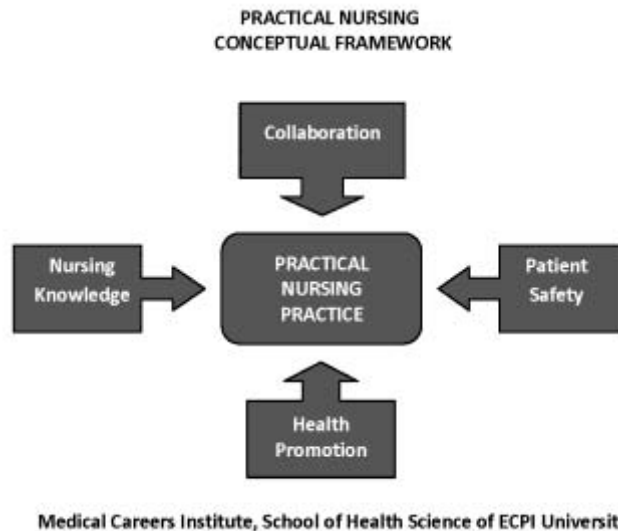 PRACTICAL NURSING
CONCEPTUAL FRAMEWORK
Collaboration
Nursing
Knowledge
PRACTICAL
NURSING
PRACTICE
Patient
Safety
Health
Promotion
Medical Careers Institute, School of Health Science of ECPI Universit